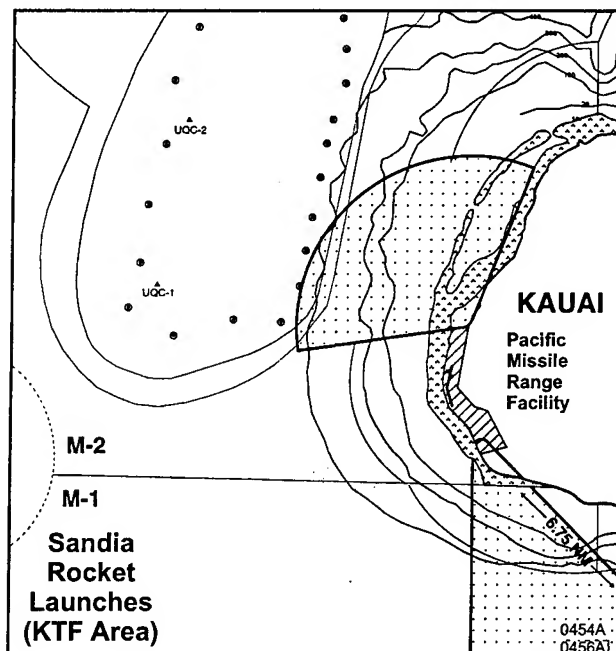 UQC-2
UQC-1
KAUAI
Pacific
Missile
Range
Facility
M-2
M-1
Sandia
Rocket
Launches
(KTF Area)
6.75 NM
0454A
0456A